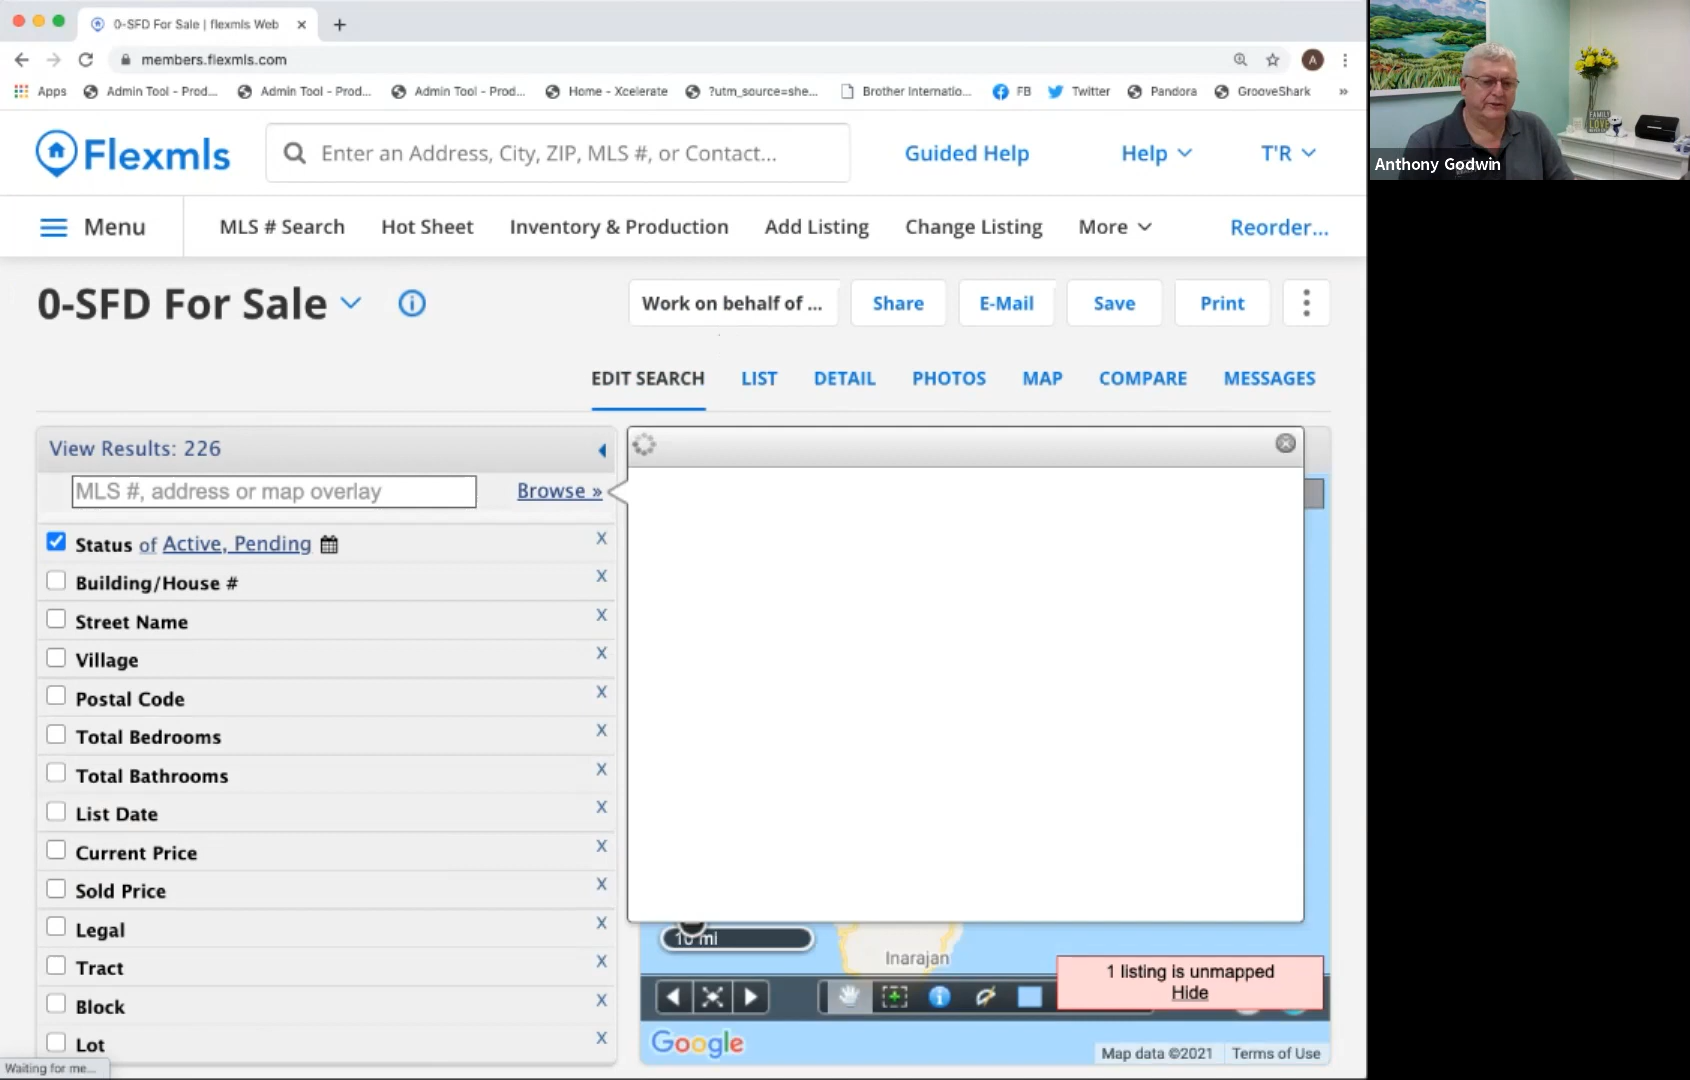 0-SFD For Sale | flexmls Web
members.flexmls.com
A
Apps
Admin Tool - Prod...
Admin Tool - Prod...
Admin Tool - Prod...
Home - Xcelerate
?utm_source=she...
Brother Internatio...
FB
Twitter
Pandora
GrooveShark
»
Flexmls
Enter an Address, City, ZIP, MLS #, or Contact...
Guided Help
Help
T'R
Menu
MLS # Search
Hot Sheet
Inventory & Production
Add Listing
Change Listing
More
Reorder...
0-SFD For Sale
Work on behalf of ...
Share
E-Mail
Save
Print
EDIT SEARCH
LIST
DETAIL
PHOTOS
MAP
COMPARE
MESSAGES
View Results: 226
MLS #, address or map overlay
Browse »
Status of Active, Pending
X
Building/House #
X
Street Name
X
Village
X
Postal Code
X
Total Bedrooms
X
Total Bathrooms
X
List Date
X
Current Price
X
Sold Price
X
Legal
X
Tract
X
Block
X
Lot
X
10 mi
Inarajan
1 listing is unmapped
Hide
Google
Map data ©2021
Terms of Use
Waiting for me...
FAMILY
LOVE
Anthony Godwin